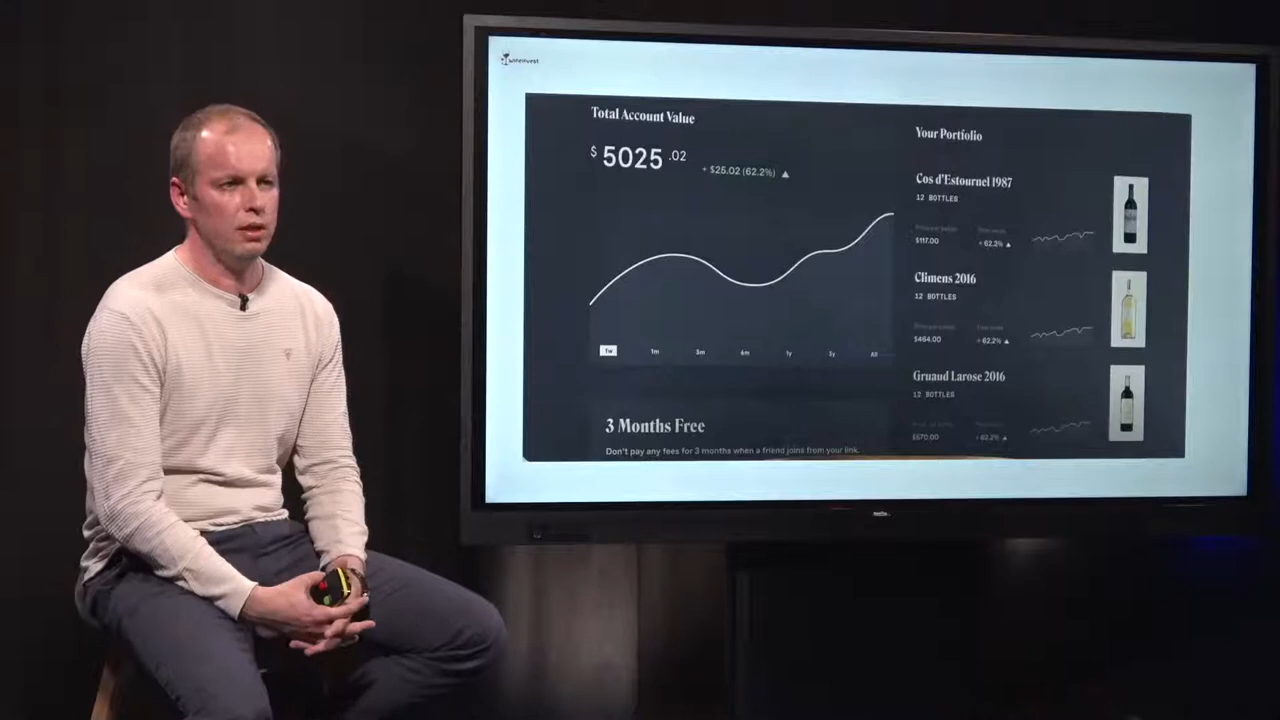 wineinvest
Total Account Value
$ 5025 .02
+ $25.02 (62.2%) ▲
1w 1m 3m 6m 1y 3y All
3 Months Free
Don't pay any fees for 3 months when a friend joins from your link.
Your Portfolio
Cos d'Estournel 1987
12 BOTTLES
$117.00 + 62.2% ▲
Climens 2016
12 BOTTLES
$464.00 + 62.2% ▲
Gruaud Larose 2016
12 BOTTLES
$570.00 + 62.2% ▲